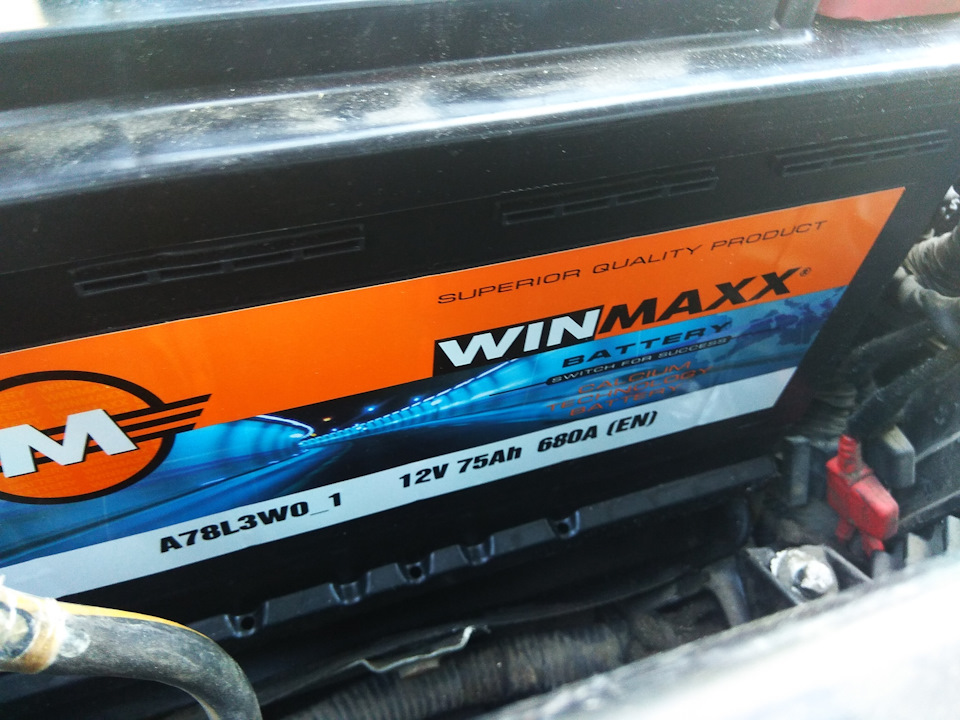 SUPERIOR QUALITY PRODUCT
WINMAXX®
BATTERY
SWITCH FOR SUCCESS
CALCIUM
TECHNOLOGY
BATTERY
M
A78L3W0_1 12V 75Ah 680A (EN)